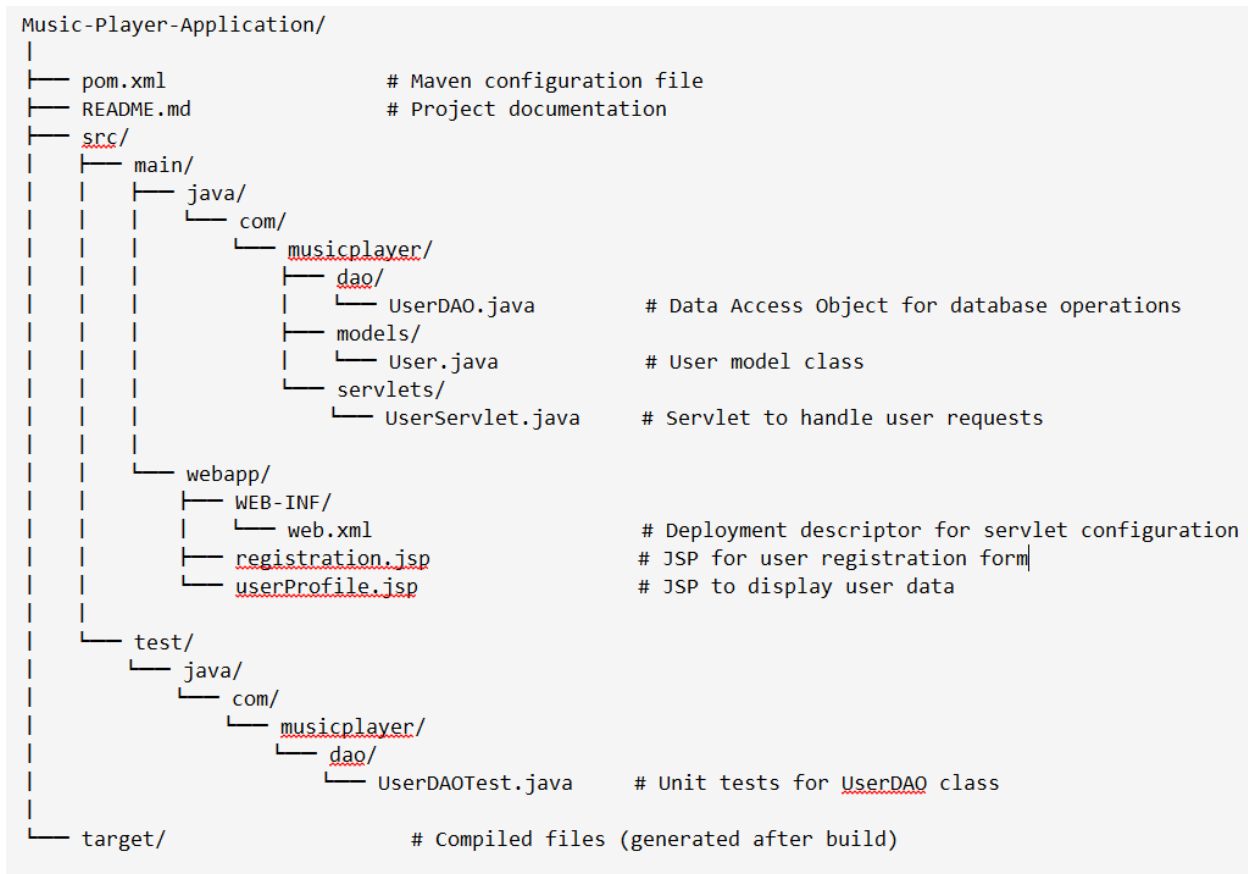 Music-Player-Application/
│
├── pom.xml                    # Maven configuration file
├── README.md                  # Project documentation
├── src/
│   ├── main/
│   │   ├── java/
│   │   │   └── com/
│   │   │       └── musicplayer/
│   │   │           ├── dao/
│   │   │           │   └── UserDAO.java         # Data Access Object for database operations
│   │   │           ├── models/
│   │   │           │   └── User.java            # User model class
│   │   │           └── servlets/
│   │   │               └── UserServlet.java     # Servlet to handle user requests
│   │   │
│   │   └── webapp/
│   │       ├── WEB-INF/
│   │       │   └── web.xml                      # Deployment descriptor for servlet configuration
│   │       ├── registration.jsp                 # JSP for user registration form
│   │       └── userProfile.jsp                  # JSP to display user data
│   │
│   └── test/
│       └── java/
│           └── com/
│               └── musicplayer/
│                   └── dao/
│                       └── UserDAOTest.java     # Unit tests for UserDAO class
│
└── target/                      # Compiled files (generated after build)